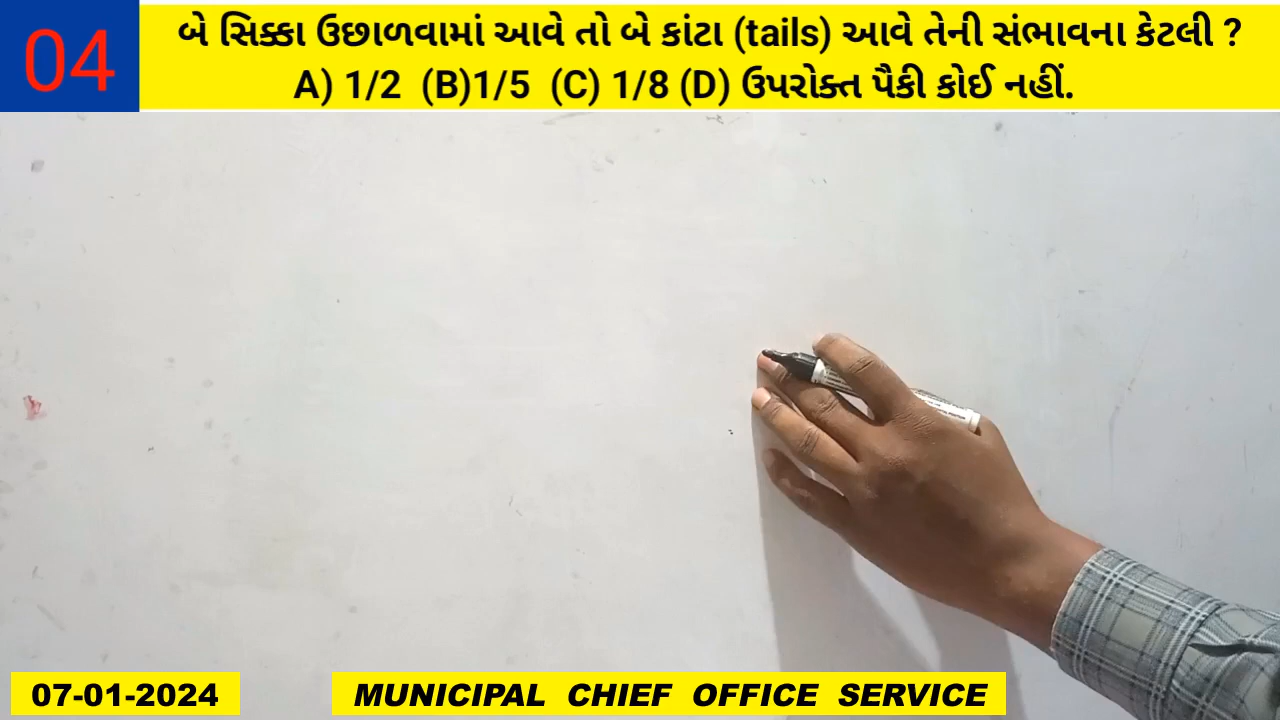 04
બે સિક્કા ઉછાળવામાં આવે તો બે કાંટા (tails) આવે તેની સંભાવના કેટલી ?
A) 1/2 (B)1/5 (C) 1/8 (D) ઉપરોક્ત પૈકી કોઈ નહીં.
07-01-2024
MUNICIPAL CHIEF OFFICE SERVICE